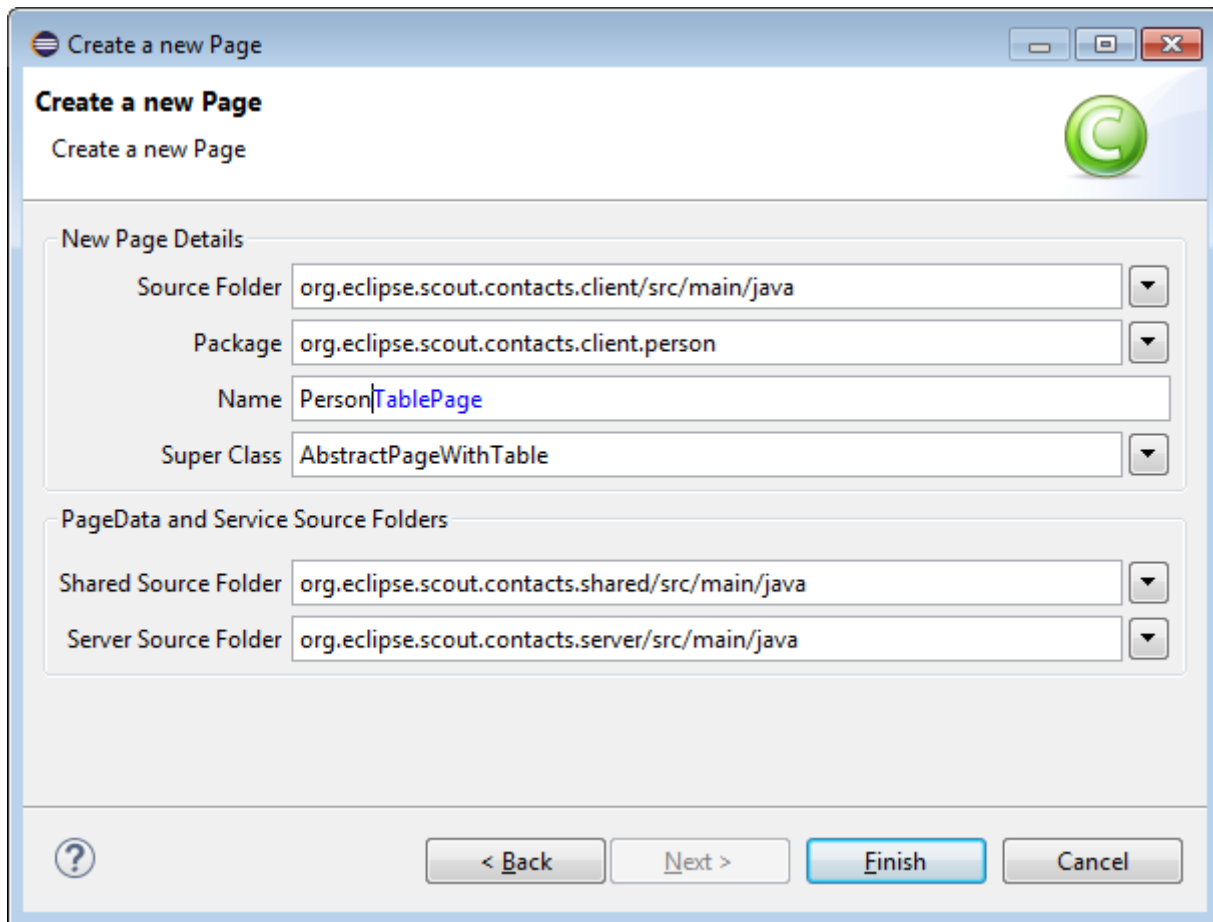 Create a new Page
Create a new Page
Create a new Page
C
New Page Details
Source Folder org.eclipse.scout.contacts.client/src/main/java
Package org.eclipse.scout.contacts.client.person
Name PersonTablePage
Super Class AbstractPageWithTable
PageData and Service Source Folders
Shared Source Folder org.eclipse.scout.contacts.shared/src/main/java
Server Source Folder org.eclipse.scout.contacts.server/src/main/java
? < Back Next > Finish Cancel